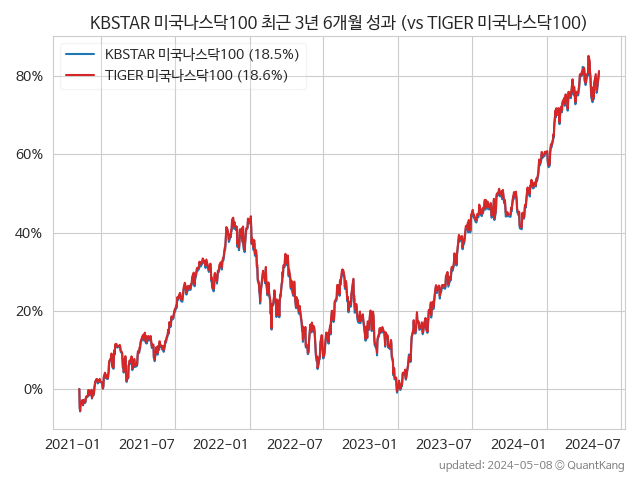 KBSTAR 미국나스닥100 최근 3년 6개월 성과 (vs TIGER 미국나스닥100)
KBSTAR 미국나스닥100 (18.5%)
TIGER 미국나스닥100 (18.6%)
80%
60%
40%
20%
0%
2021-01 2021-07 2022-01 2022-07 2023-01 2023-07 2024-01 2024-07
updated: 2024-05-08 © QuantKang